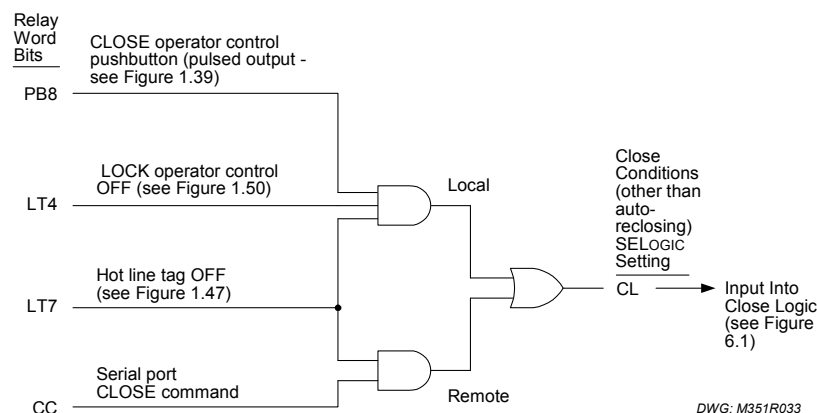 Relay
Word
Bits
CLOSE operator control
pushbutton (pulsed output -
see Figure 1.39)
PB8
LOCK operator control
OFF (see Figure 1.50)
LT4
Local
Hot line tag OFF
(see Figure 1.47)
LT7
Serial port
CLOSE command
CC
Remote
Close
Conditions
(other than
auto-
reclosing)
SELOGIC
Setting
CL
Input Into
Close Logic
(see Figure
6.1)
DWG: M351R033